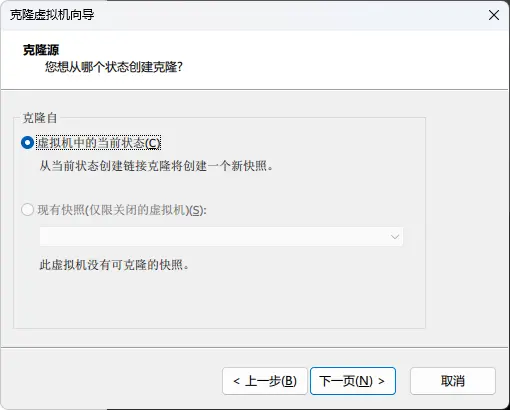 克隆虚拟机向导
克隆源
您想从哪个状态创建克隆?
克隆自
虚拟机中的当前状态(C)
从当前状态创建链接克隆将创建一个新快照。
现有快照(仅限关闭的虚拟机)(S):
此虚拟机没有可克隆的快照。
< 上一步(B) 下一页(N) > 取消